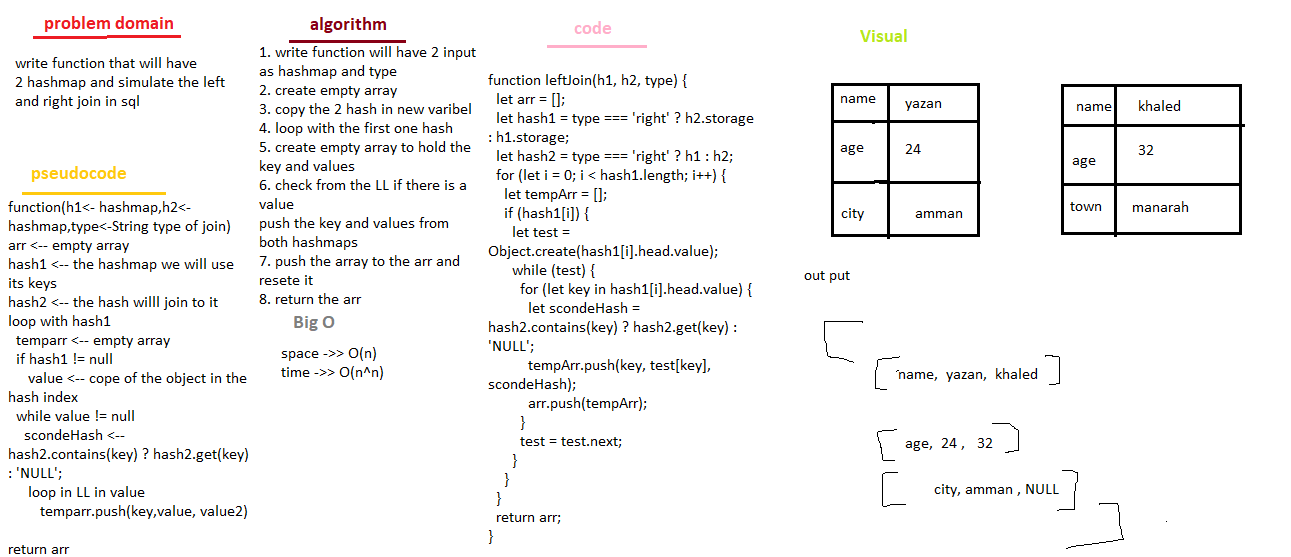 problem domain
write function that will have
2 hashmap and simulate the left
and right join in sql
pseudocode
function(h1<- hashmap,h2<-
hashmap,type<-String type of join)
arr <-- empty array
hash1 <-- the hashmap we will use
its keys
hash2 <-- the hash willl join to it
loop with hash1
temparr <-- empty array
if hash1 != null
value <-- cope of the object in the
hash index
while value != null
scondeHash <--
hash2.contains(key) ? hash2.get(key)
: 'NULL';
loop in LL in value
temparr.push(key,value, value2)
return arr
algorithm
1. write function will have 2 input
as hashmap and type
2. create empty array
3. copy the 2 hash in new varibel
4. loop with the first one hash
5. create empty array to hold the
key and values
6. check from the LL if there is a
value
push the key and values from
both hashmaps
7. push the array to the arr and
resete it
8. return the arr
Big O
space ->> O(n)
time ->> O(n^n)
code
function leftJoin(h1, h2, type) {
let arr = [];
let hash1 = type === 'right' ? h2.storage
: h1.storage;
let hash2 = type === 'right' ? h1 : h2;
for (let i = 0; i < hash1.length; i++) {
let tempArr = [];
if (hash1[i]) {
let test =
Object.create(hash1[i].head.value);
while (test) {
for (let key in hash1[i].head.value) {
let scondeHash =
hash2.contains(key) ? hash2.get(key) :
'NULL';
tempArr.push(key, test[key],
scondeHash);
arr.push(tempArr);
}
test = test.next;
}
}
}
return arr;
}
Visual
name yazan
age 24
city amman
name khaled
age 32
town manarah
out put
name, yazan, khaled
age, 24 , 32
city, amman , NULL